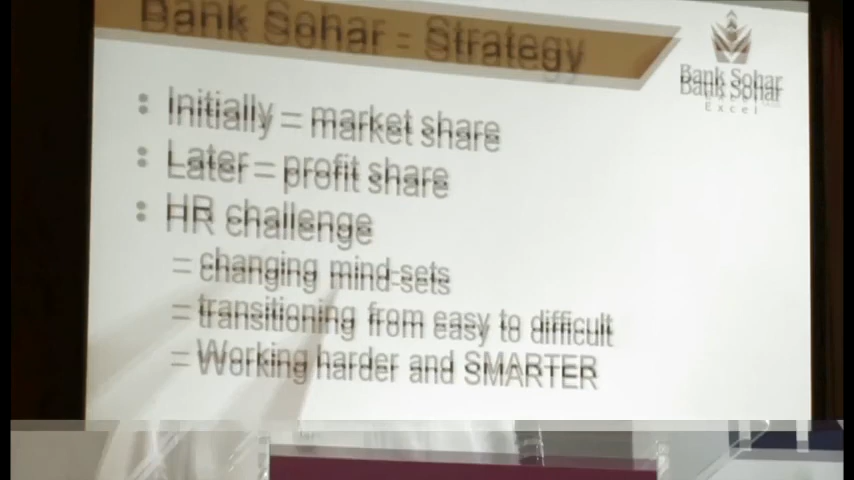 Bank Sohar - Strategy
Bank Sohar
Excel
• Initially = market share
• Later = profit share
• HR challenge
= changing mind-sets
= transitioning from easy to difficult
= Working harder and SMARTER